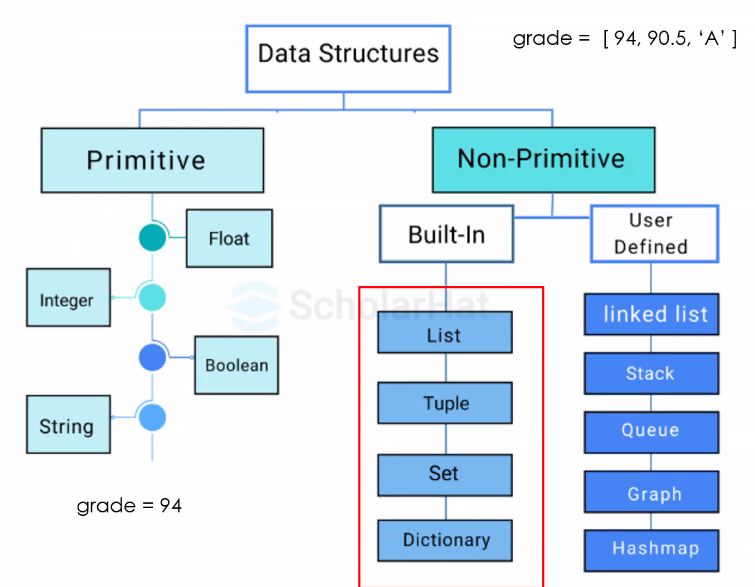 Data Structures
grade = [ 94, 90.5, ‘A’ ]
Primitive
Non-Primitive
Float
Integer
Boolean
String
grade = 94
Built-In
User
Defined
ScholarHat
List
Tuple
Set
Dictionary
linked list
Stack
Queue
Graph
Hashmap